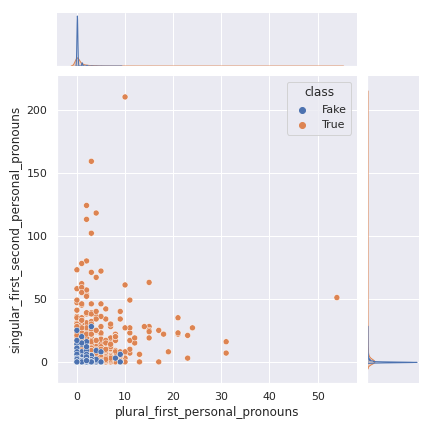 class
Fake
True
200
150
100
50
0
singular_first_second_personal_pronouns
0 10 20 30 40 50
plural_first_personal_pronouns